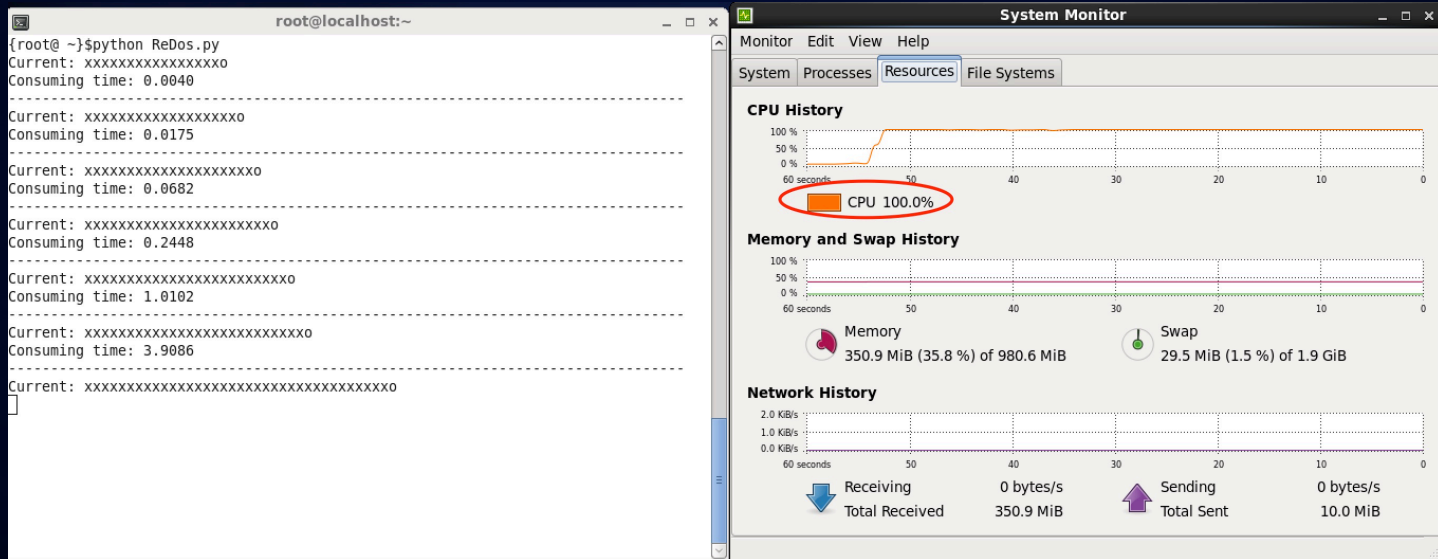 root@localhost:~
{root@ ~}$python ReDos.py
Current: xxxxxxxxxxxxxxxxo
Consuming time: 0.0040
--------------------------------------------------------------------------------
Current: xxxxxxxxxxxxxxxxxxo
Consuming time: 0.0175
--------------------------------------------------------------------------------
Current: xxxxxxxxxxxxxxxxxxxxo
Consuming time: 0.0682
--------------------------------------------------------------------------------
Current: xxxxxxxxxxxxxxxxxxxxxxo
Consuming time: 0.2448
--------------------------------------------------------------------------------
Current: xxxxxxxxxxxxxxxxxxxxxxxxo
Consuming time: 1.0102
--------------------------------------------------------------------------------
Current: xxxxxxxxxxxxxxxxxxxxxxxxxxo
Consuming time: 3.9086
--------------------------------------------------------------------------------
Current: xxxxxxxxxxxxxxxxxxxxxxxxxxxxxxxxxxxxo
System Monitor
Monitor Edit View Help
System Processes Resources File Systems
CPU History
100 %
50 %
0 %
60 seconds 50 40 30 20 10 0
CPU 100.0%
Memory and Swap History
100 %
50 %
0 %
60 seconds 50 40 30 20 10 0
Memory Swap
350.9 MiB (35.8 %) of 980.6 MiB 29.5 MiB (1.5 %) of 1.9 GiB
Network History
2.0 KiB/s
1.0 KiB/s
0.0 KiB/s
60 seconds 50 40 30 20 10 0
Receiving 0 bytes/s Sending 0 bytes/s
Total Received 350.9 MiB Total Sent 10.0 MiB